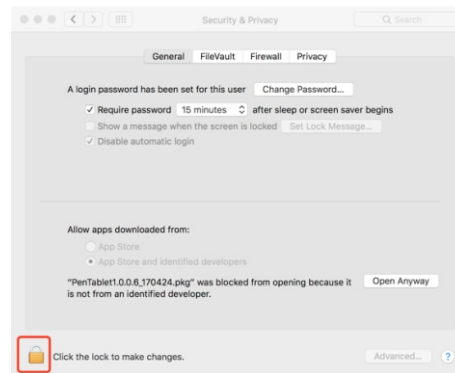 Security & Privacy
Search
General FileVault Firewall Privacy
A login password has been set for this user Change Password...
Require password 15 minutes after sleep or screen saver begins
Show a message when the screen is locked Set Lock Message...
Disable automatic login
Allow apps downloaded from:
App Store
App Store and identified developers
"PenTablet1.0.0.6_170424.pkg" was blocked from opening because it Open Anyway
is not from an identified developer.
Click the lock to make changes. Advanced... ?